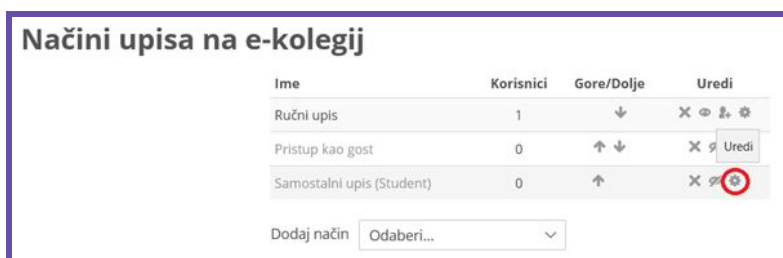 Načini upisa na e-kolegij
Ime Korisnici Gore/Dolje Uredi
Ručni upis 1
Pristup kao gost 0
Uredi
Samostalni upis (Student) 0
Dodaj način Odaberi...